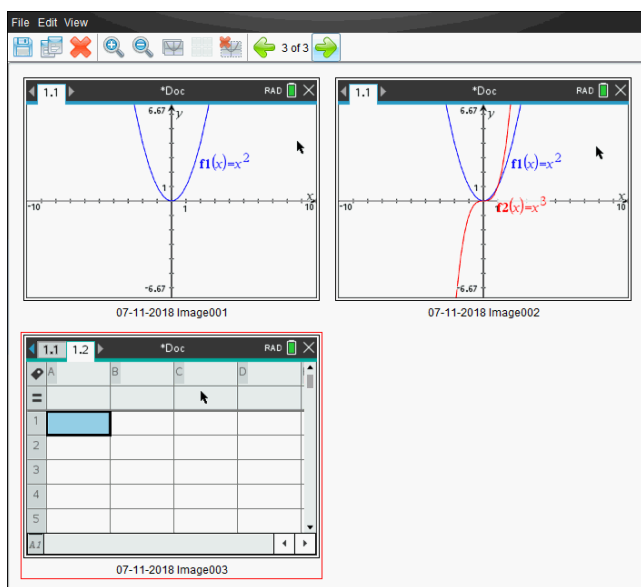 File Edit View
3 of 3
1.1 *Doc RAD
6.67 y
f1(x)=x²
1
x
-10 1 10
-6.67
07-11-2018 Image001
1.1 *Doc RAD
6.67 y
f1(x)=x²
1
x
-10 f2(x)=x³ 10
-6.67
07-11-2018 Image002
1.1 1.2 *Doc RAD
A B C D
=
1
2
3
4
5
A1
07-11-2018 Image003